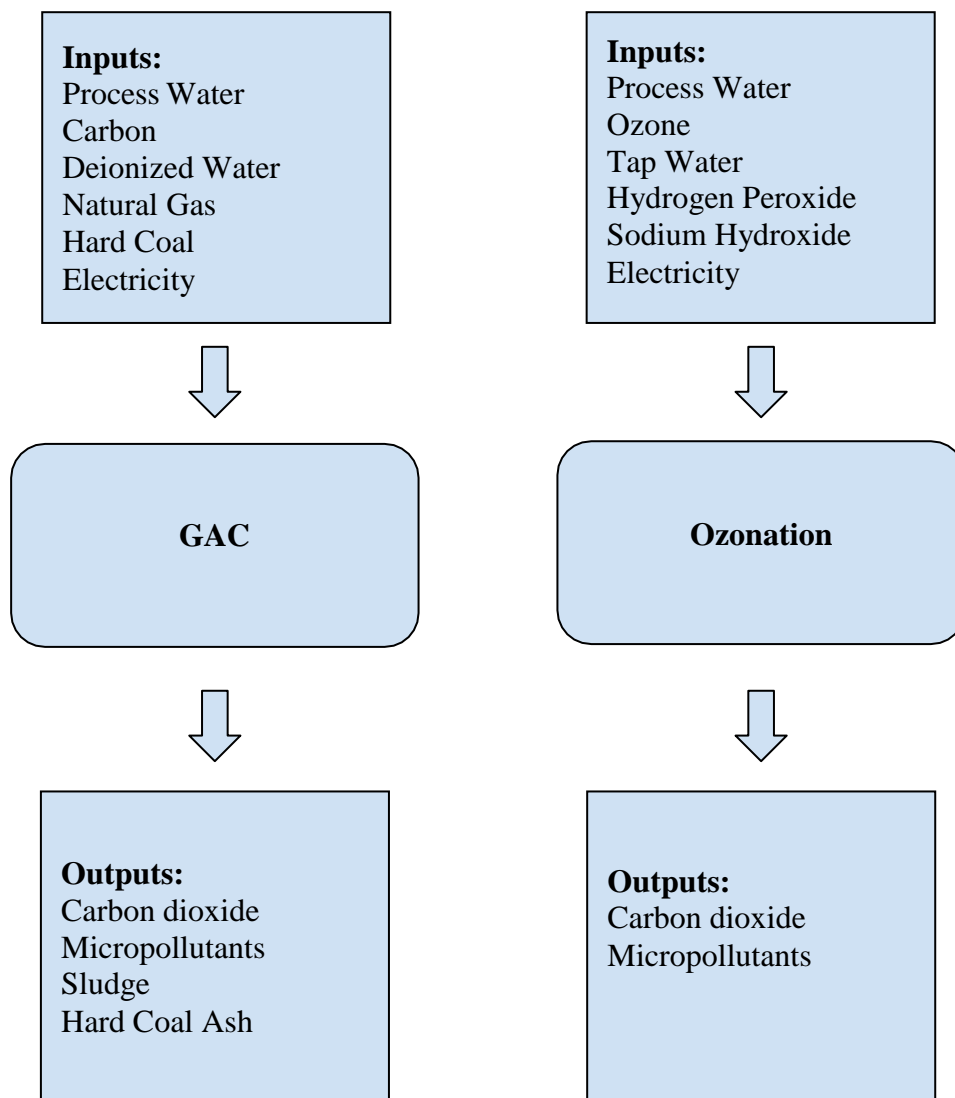 Inputs:
Process Water
Carbon
Deionized Water
Natural Gas
Hard Coal
Electricity
GAC
Outputs:
Carbon dioxide
Micropollutants
Sludge
Hard Coal Ash
Inputs:
Process Water
Ozone
Tap Water
Hydrogen Peroxide
Sodium Hydroxide
Electricity
Ozonation
Outputs:
Carbon dioxide
Micropollutants